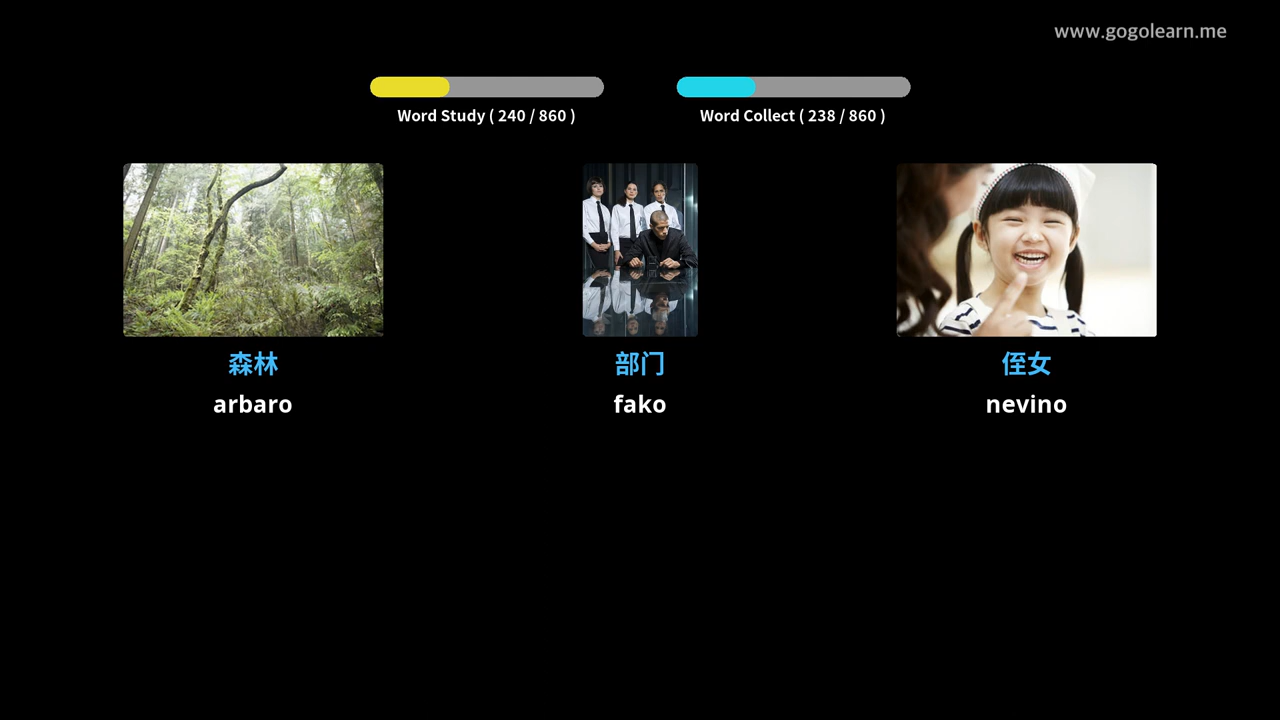 www.gogolearn.me
Word Study ( 240 / 860 )
Word Collect ( 238 / 860 )
森林
部门
侄女
arbaro
fako
nevino